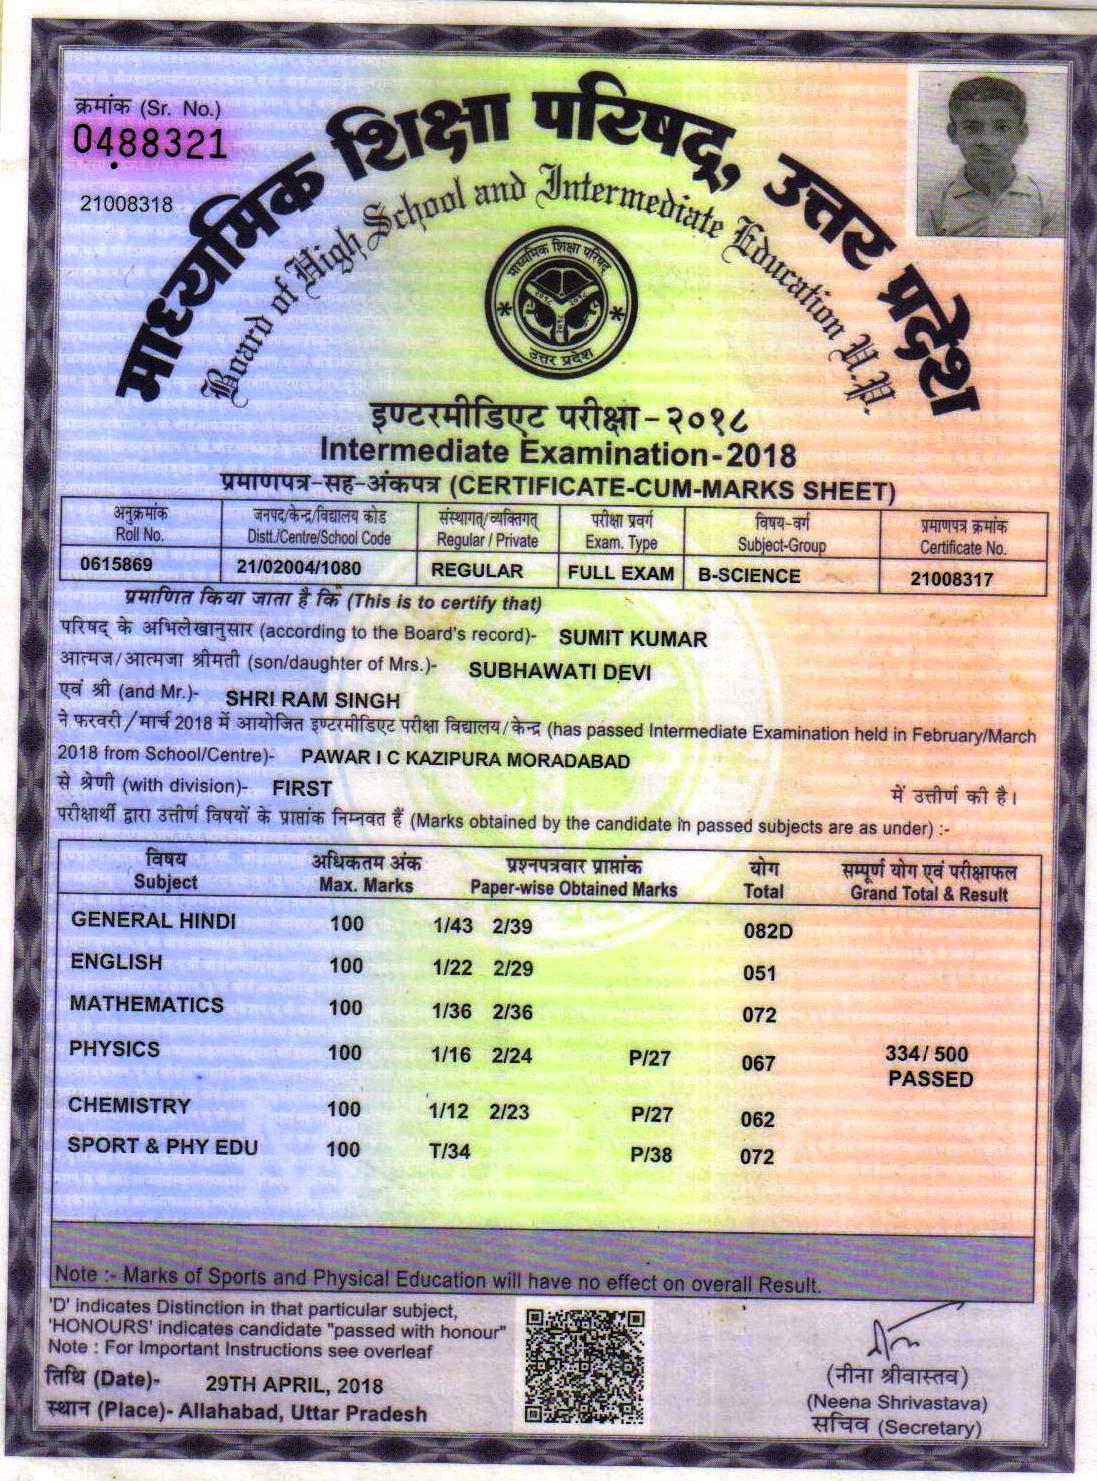 क्रमांक (Sr. No.)
0488321
21008318
माध्यमिक शिक्षा परिषद्, उत्तर प्रदेश
Board of High School and Intermediate Education U.P.
माध्यमिक शिक्षा परिषद
उत्तर प्रदेश
इण्टरमीडिएट परीक्षा-२०१८
Intermediate Examination-2018
प्रमाणपत्र-सह-अंकपत्र (CERTIFICATE-CUM-MARKS SHEET)
अनुक्रमांक जनपद/केन्द्र/विद्यालय कोड संस्थागत्/व्यक्तिगत् परीक्षा प्रवर्ग विषय-वर्ग प्रमाणपत्र क्रमांक
Roll No. Distt./Centre/School Code Regular / Private Exam. Type Subject-Group Certificate No.
0615869 21/02004/1080 REGULAR FULL EXAM B-SCIENCE 21008317
प्रमाणित किया जाता है कि (This is to certify that)
परिषद् के अभिलेखानुसार (according to the Board's record)- SUMIT KUMAR
आत्मज/आत्मजा श्रीमती (son/daughter of Mrs.)- SUBHAWATI DEVI
एवं श्री (and Mr.)- SHRI RAM SINGH
ने फरवरी/मार्च 2018 में आयोजित इण्टरमीडिएट परीक्षा विद्यालय/केन्द्र (has passed Intermediate Examination held in February/March
2018 from School/Centre)- PAWAR I C KAZIPURA MORADABAD
से श्रेणी (with division)- FIRST में उत्तीर्ण की है।
परीक्षार्थी द्वारा उत्तीर्ण विषयों के प्राप्तांक निम्नवत हैं (Marks obtained by the candidate in passed subjects are as under) :-
विषय अधिकतम अंक प्रश्नपत्रवार प्राप्तांक योग सम्पूर्ण योग एवं परीक्षाफल
Subject Max. Marks Paper-wise Obtained Marks Total Grand Total & Result
GENERAL HINDI 100 1/43 2/39 082D
ENGLISH 100 1/22 2/29 051
MATHEMATICS 100 1/36 2/36 072
PHYSICS 100 1/16 2/24 P/27 067 334/ 500
PASSED
CHEMISTRY 100 1/12 2/23 P/27 062
SPORT & PHY EDU 100 T/34 P/38 072
Note :- Marks of Sports and Physical Education will have no effect on overall Result.
'D' indicates Distinction in that particular subject,
'HONOURS' indicates candidate "passed with honour"
Note : For Important Instructions see overleaf
तिथि (Date)- 29TH APRIL, 2018
स्थान (Place)- Allahabad, Uttar Pradesh
(नीना श्रीवास्तव)
(Neena Shrivastava)
सचिव (Secretary)